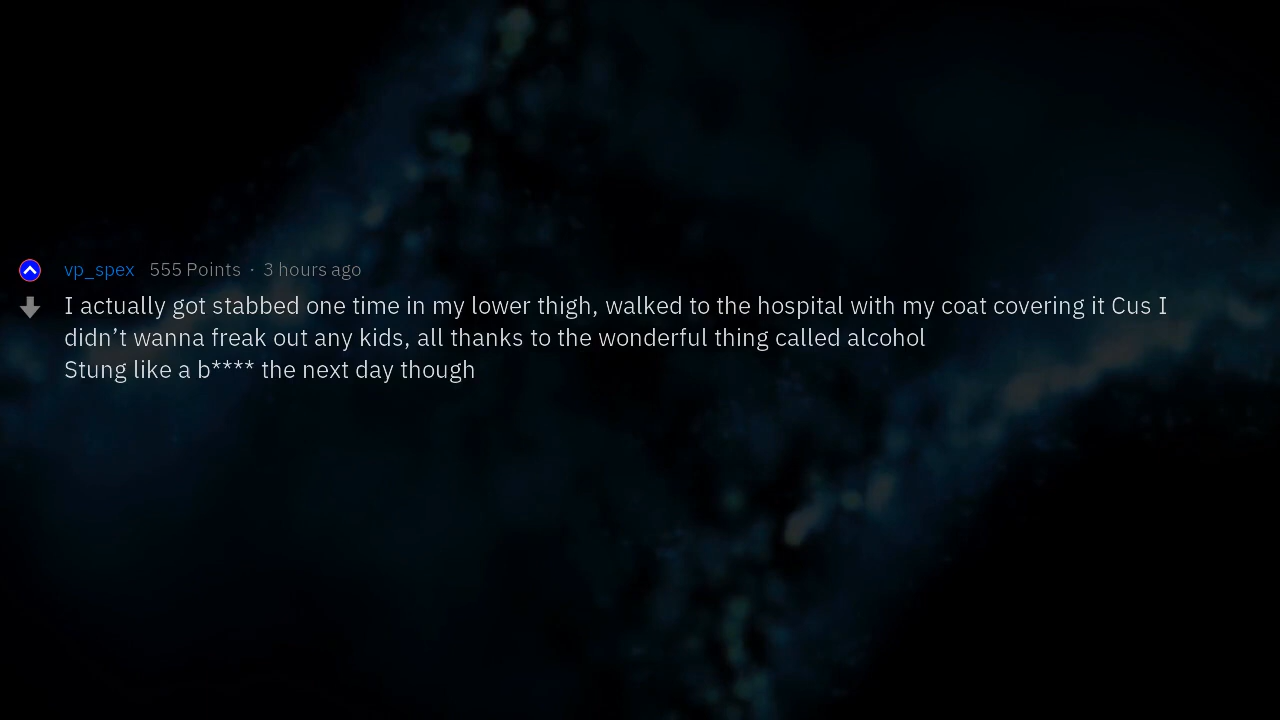 vp_spex 555 Points · 3 hours ago
I actually got stabbed one time in my lower thigh, walked to the hospital with my coat covering it Cus I
didn’t wanna freak out any kids, all thanks to the wonderful thing called alcohol
Stung like a b**** the next day though